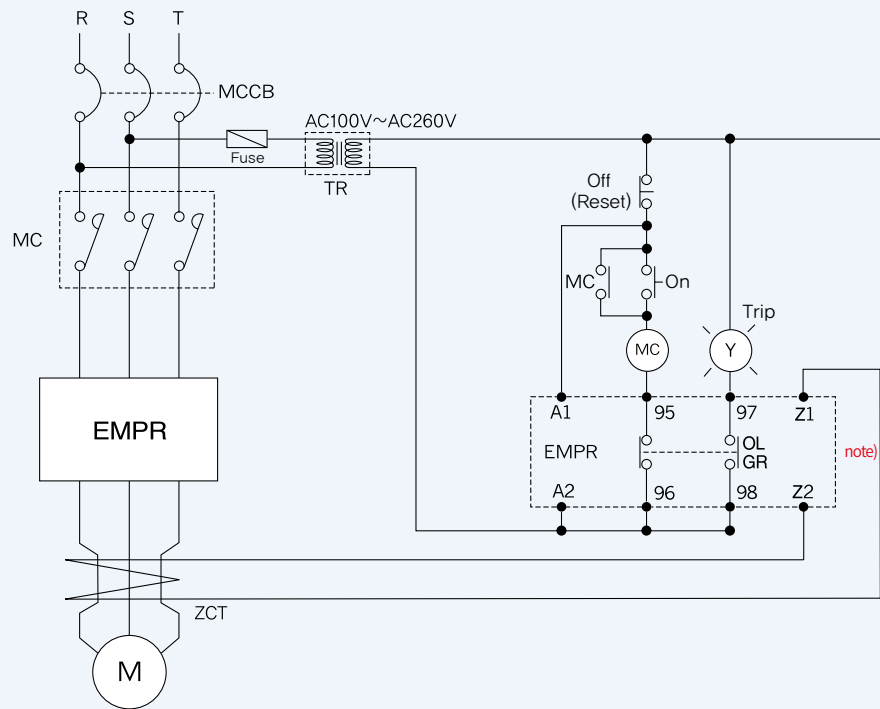 R S T
MCCB
AC100V~AC260V
Fuse
TR
Off
(Reset)
MC
MC
On
Trip
MC
Y
EMPR
A1 95 97 Z1
EMPR
OL
GR
note)
A2 96 98 Z2
ZCT
M